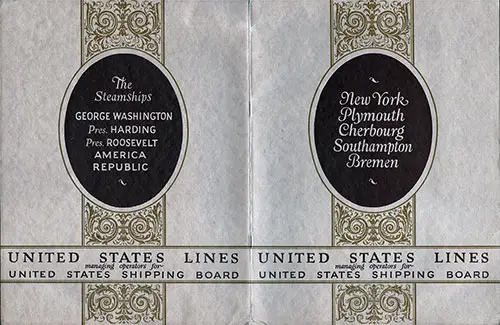 The
Steamships
GEORGE WASHINGTON
Pres. HARDING
Pres. ROOSEVELT
AMERICA
REPUBLIC
UNITED STATES LINES
managing operators for-
UNITED STATES SHIPPING BOARD
New York
Plymouth
Cherbourg
Southampton
Bremen
UNITED STATES LINES
managing operators for-
UNITED STATES SHIPPING BOARD